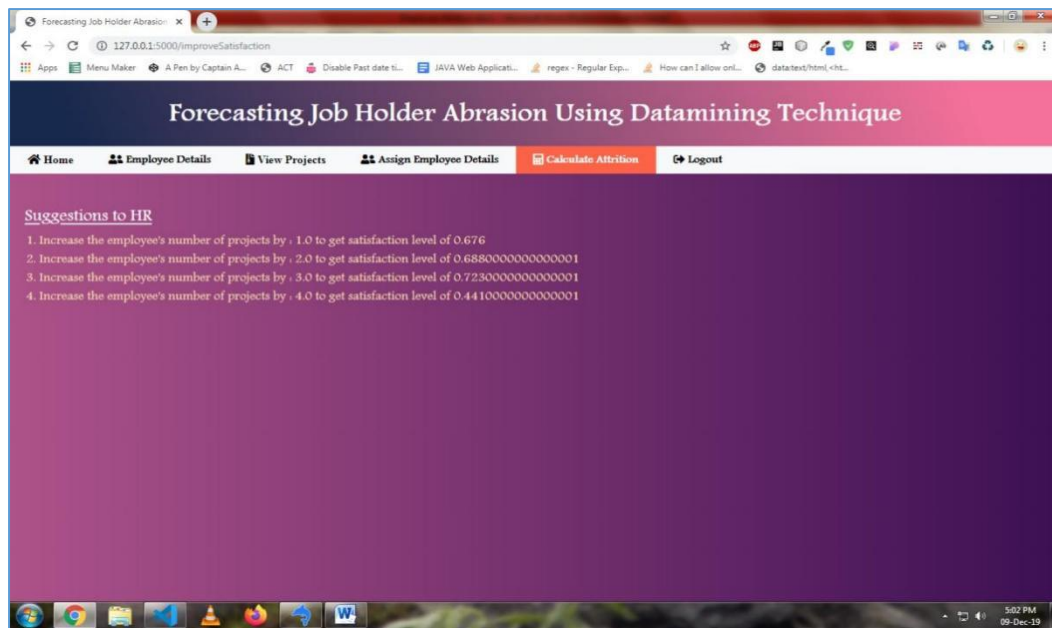 Forecasting Job Holder Abrasion
127.0.0.1:5000/improveSatisfaction
Apps Menu Maker A Pen by Captain A... ACT Disable Past date ti... JAVA Web Applicati... regex - Regular Exp... How can I allow onl... data:text/html,<ht...
Forecasting Job Holder Abrasion Using Datamining Technique
Home Employee Details View Projects Assign Employee Details Calculate Attrition Logout
Suggestions to HR
1. Increase the employee's number of projects by : 1.0 to get satisfaction level of 0.676
2. Increase the employee's number of projects by : 2.0 to get satisfaction level of 0.6880000000000001
3. Increase the employee's number of projects by : 3.0 to get satisfaction level of 0.7230000000000001
4. Increase the employee's number of projects by : 4.0 to get satisfaction level of 0.4410000000000001
5:02 PM
09-Dec-19